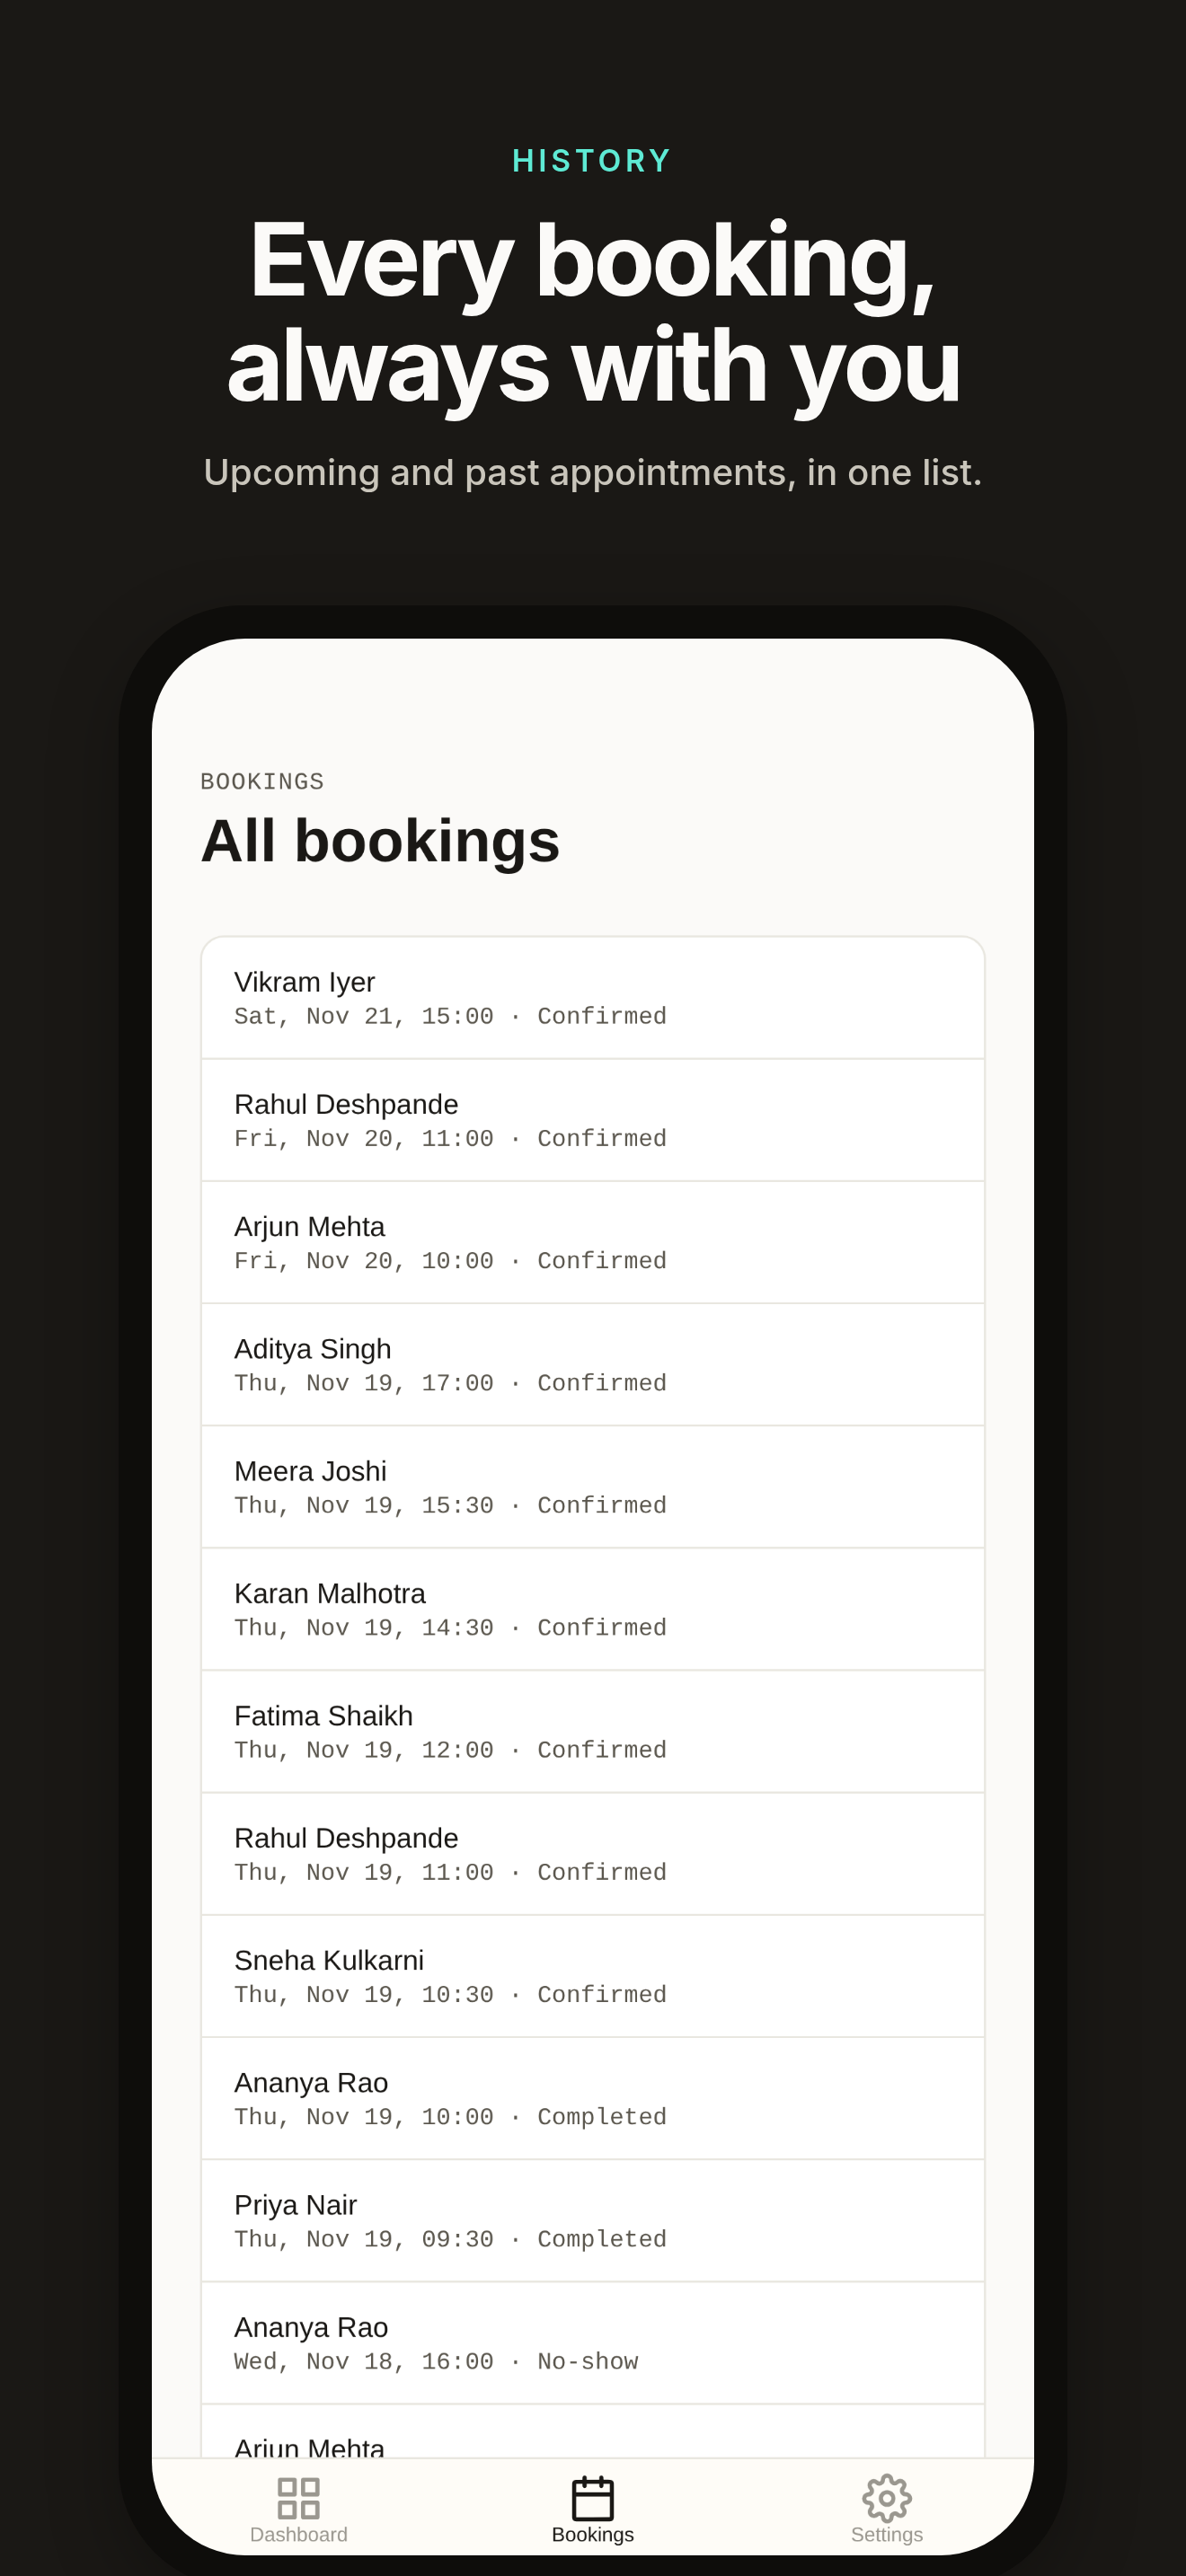 HISTORY
Every booking,
always with you
Upcoming and past appointments, in one list.
BOOKINGS
All bookings
Vikram Iyer
Sat, Nov 21, 15:00 · Confirmed
Rahul Deshpande
Fri, Nov 20, 11:00 · Confirmed
Arjun Mehta
Fri, Nov 20, 10:00 · Confirmed
Aditya Singh
Thu, Nov 19, 17:00 · Confirmed
Meera Joshi
Thu, Nov 19, 15:30 · Confirmed
Karan Malhotra
Thu, Nov 19, 14:30 · Confirmed
Fatima Shaikh
Thu, Nov 19, 12:00 · Confirmed
Rahul Deshpande
Thu, Nov 19, 11:00 · Confirmed
Sneha Kulkarni
Thu, Nov 19, 10:30 · Confirmed
Ananya Rao
Thu, Nov 19, 10:00 · Completed
Priya Nair
Thu, Nov 19, 09:30 · Completed
Ananya Rao
Wed, Nov 18, 16:00 · No-show
Arjun Mehta
Dashboard
Bookings
Settings